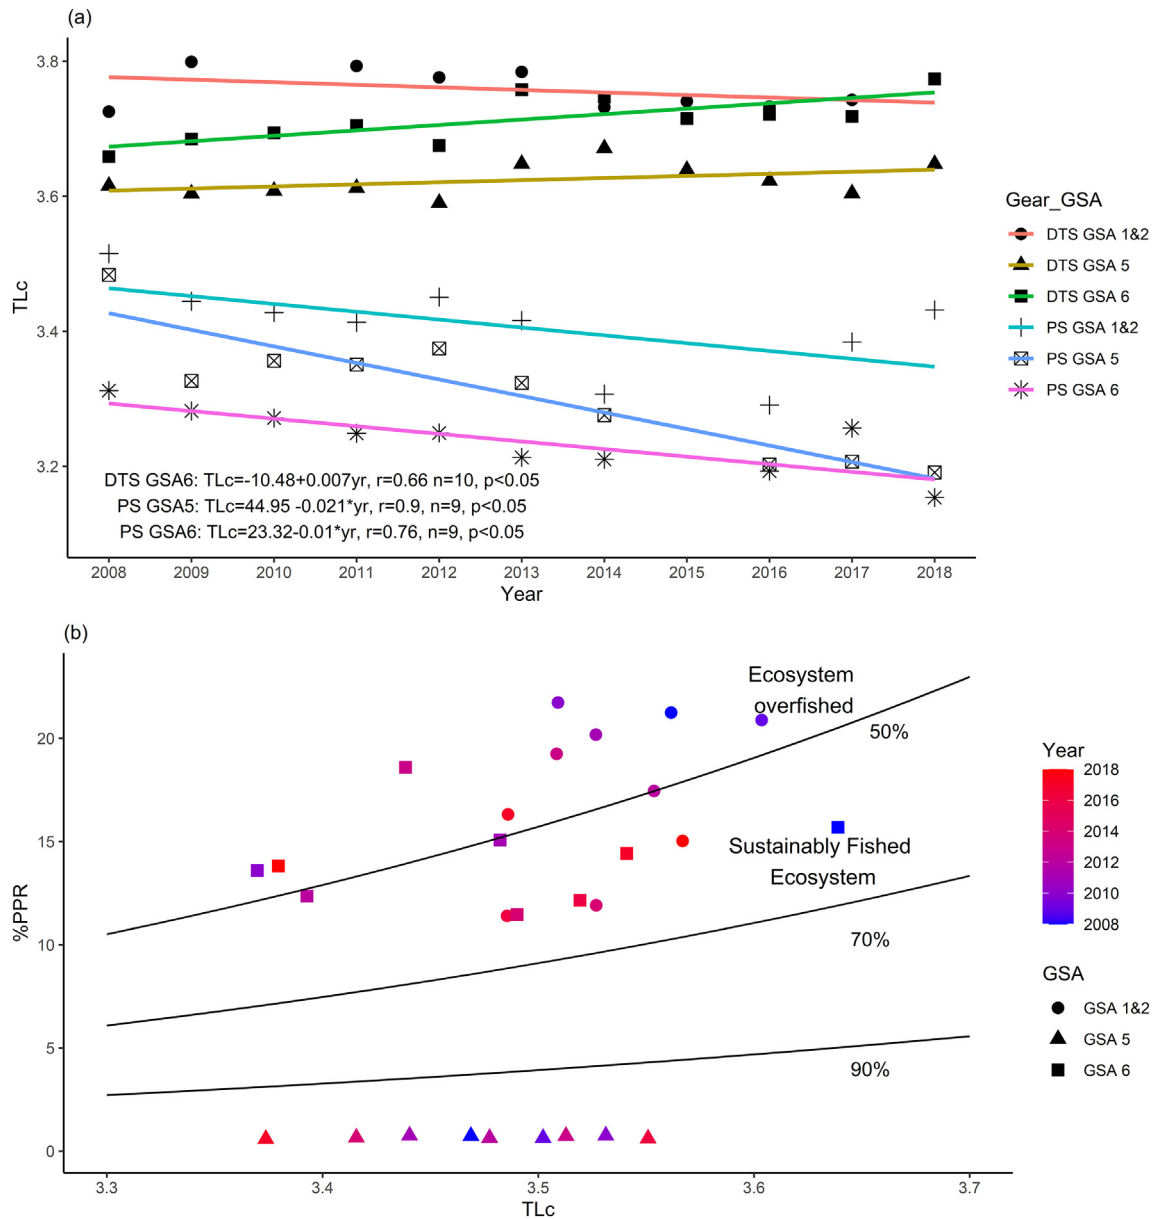 (a)
3.8
3.6
3.4
3.2
TLc
DTS GSA6: TLc=-10.48+0.007yr, r=0.66 n=10, p<0.05
PS GSA5: TLc=44.95 -0.021*yr, r=0.9, n=9, p<0.05
PS GSA6: TLc=23.32-0.01*yr, r=0.76, n=9, p<0.05
2008 2009 2010 2011 2012 2013 2014 2015 2016 2017 2018
Year
Gear_GSA
DTS GSA 1&2
DTS GSA 5
DTS GSA 6
PS GSA 1&2
PS GSA 5
PS GSA 6
(b)
20
15
10
5
0
%PPR
Ecosystem
overfished
50%
Sustainably Fished
Ecosystem
70%
90%
3.3 3.4 3.5 3.6 3.7
TLc
Year
2018
2016
2014
2012
2010
2008
GSA
GSA 1&2
GSA 5
GSA 6